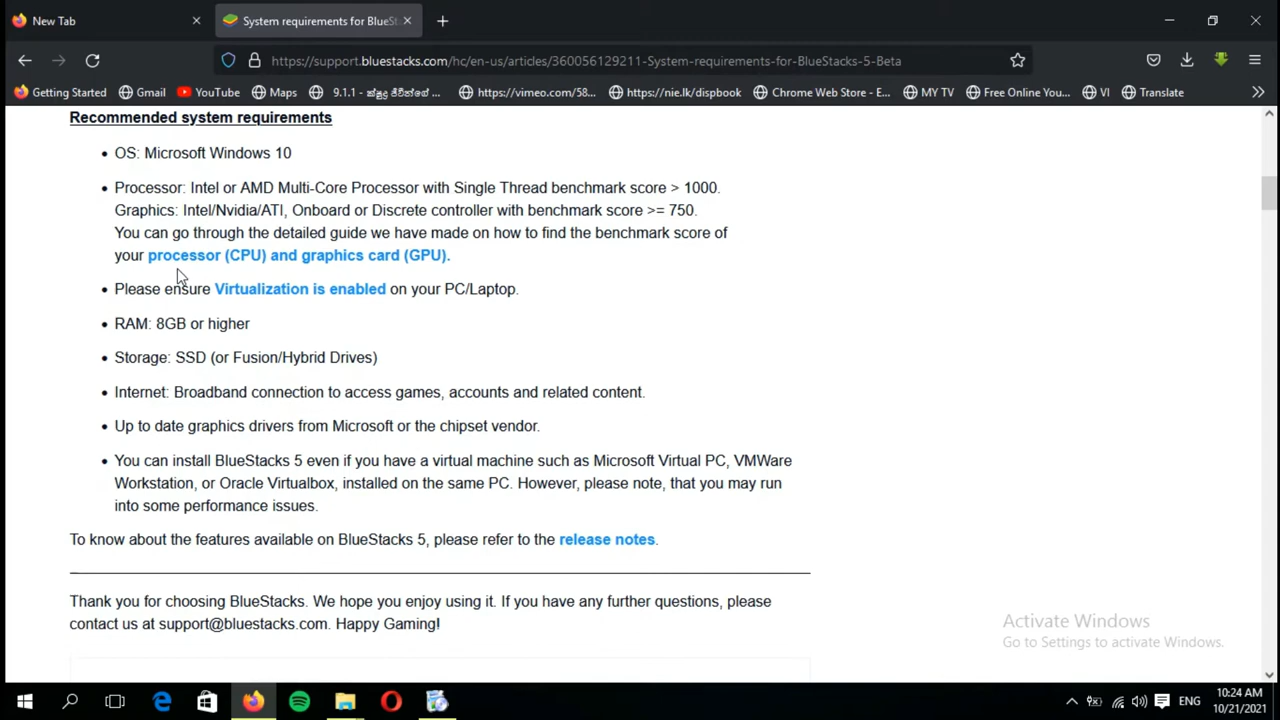 New Tab
System requirements for BlueSt
https://support.bluestacks.com/hc/en-us/articles/360056129211-System-requirements-for-BlueStacks-5-Beta
Getting Started Gmail YouTube Maps 9.1.1 - ක්ෂුද්‍ර ජීවීන්ගේ ... https://vimeo.com/58... https://nie.lk/dispbook Chrome Web Store - E... MY TV Free Online You... VI Translate
Recommended system requirements
• OS: Microsoft Windows 10
• Processor: Intel or AMD Multi-Core Processor with Single Thread benchmark score > 1000.
Graphics: Intel/Nvidia/ATI, Onboard or Discrete controller with benchmark score >= 750.
You can go through the detailed guide we have made on how to find the benchmark score of
your processor (CPU) and graphics card (GPU).
• Please ensure Virtualization is enabled on your PC/Laptop.
• RAM: 8GB or higher
• Storage: SSD (or Fusion/Hybrid Drives)
• Internet: Broadband connection to access games, accounts and related content.
• Up to date graphics drivers from Microsoft or the chipset vendor.
• You can install BlueStacks 5 even if you have a virtual machine such as Microsoft Virtual PC, VMWare
Workstation, or Oracle Virtualbox, installed on the same PC. However, please note, that you may run
into some performance issues.
To know about the features available on BlueStacks 5, please refer to the release notes.
Thank you for choosing BlueStacks. We hope you enjoy using it. If you have any further questions, please
contact us at support@bluestacks.com. Happy Gaming!
Activate Windows
Go to Settings to activate Windows.
ENG
10:24 AM
10/21/2021